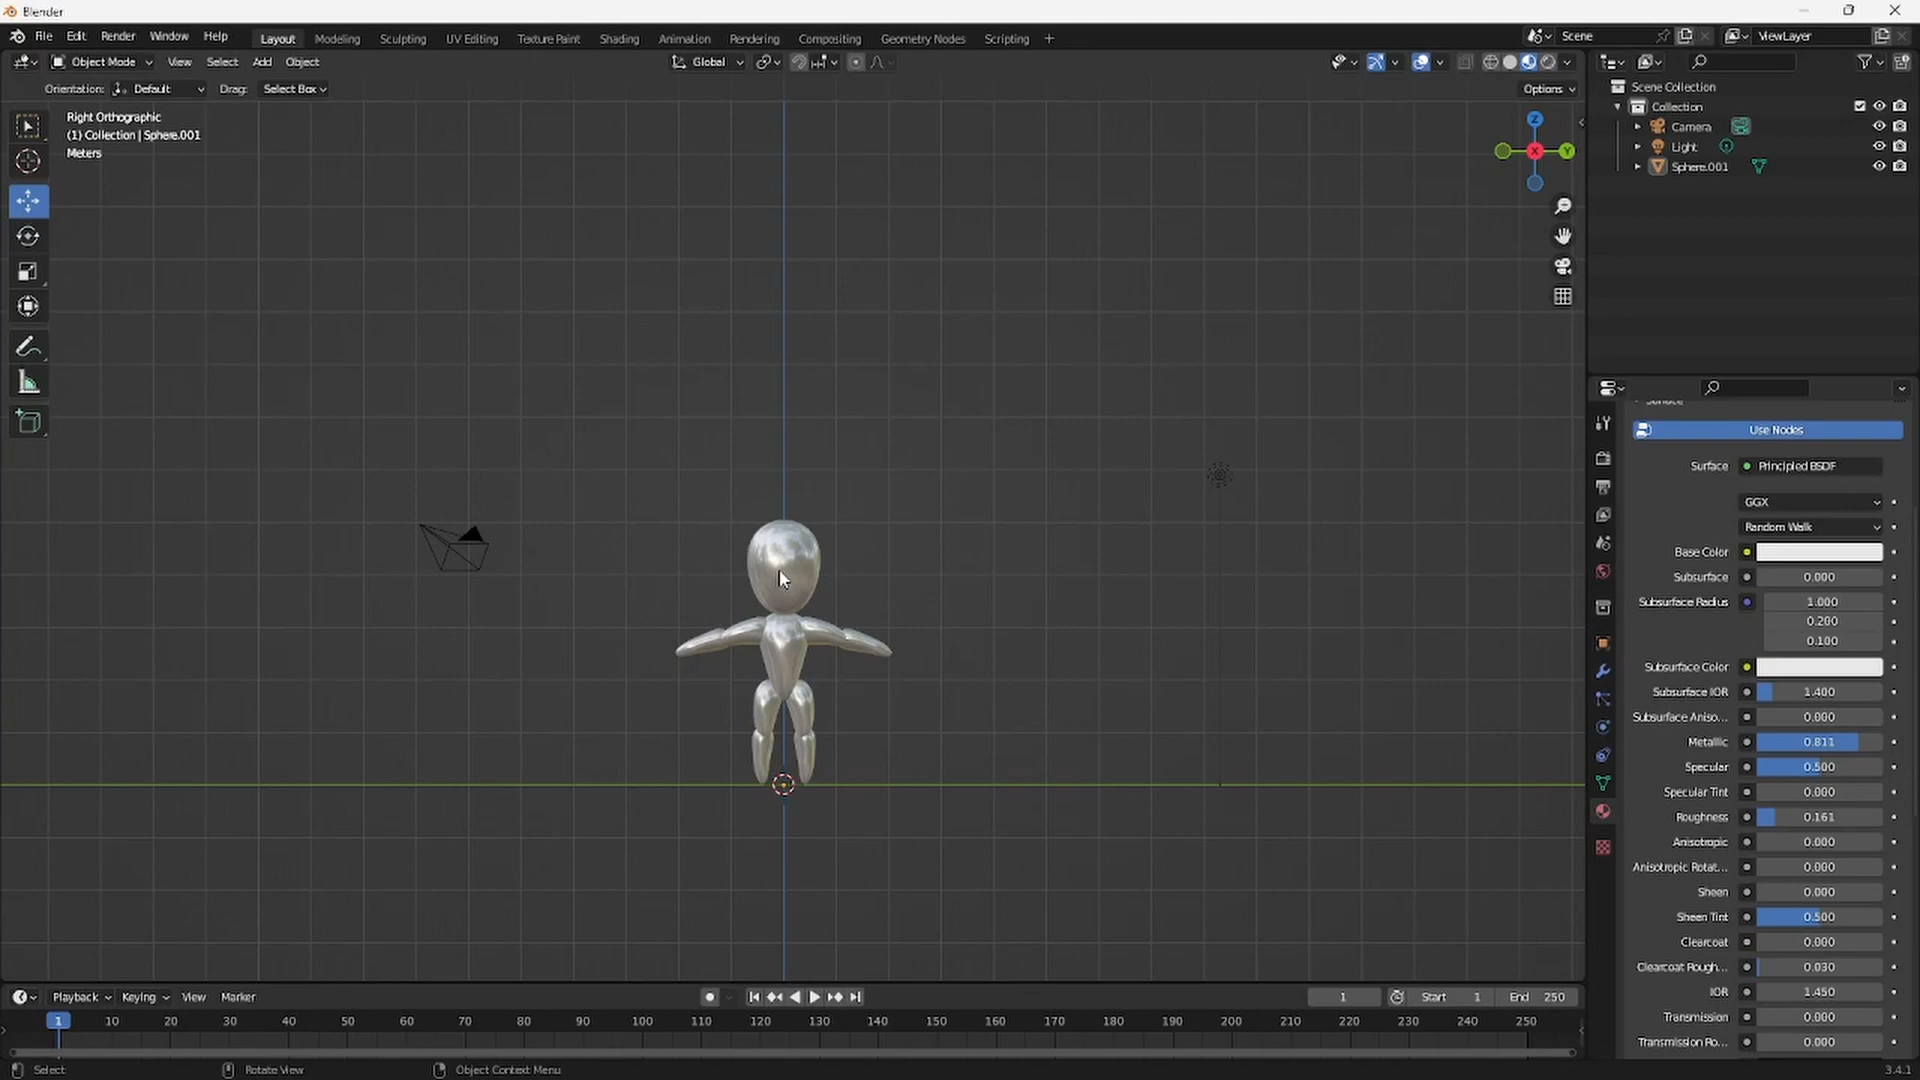 Blender
File Edit Render Window Help Layout Modeling Sculpting UV Editing Texture Paint Shading Animation Rendering Compositing Geometry Nodes Scripting + Scene ViewLayer
Object Mode View Select Add Object Global
Orientation: Default Drag: Select Box Options
Right Orthographic
(1) Collection | Sphere.001
Meters
Z
X
Y
Scene Collection
Collection
Camera
Light
Sphere.001
Use Nodes
Surface Principled BSDF
GGX
Random Walk
Base Color
Subsurface 0.000
Subsurface Radius 1.000
0.200
0.100
Subsurface Color
Subsurface IOR 1.400
Subsurface Aniso... 0.000
Metallic 0.811
Specular 0.500
Specular Tint 0.000
Roughness 0.161
Anisotropic 0.000
Anisotropic Rotat... 0.000
Sheen 0.000
Sheen Tint 0.500
Clearcoat 0.000
Clearcoat Rough... 0.030
IOR 1.450
Transmission 0.000
Transmission Ro... 0.000
Playback Keying View Marker 1 Start 1 End 250
1 10 20 30 40 50 60 70 80 90 100 110 120 130 140 150 160 170 180 190 200 210 220 230 240 250
Select Rotate View Object Context Menu 3.4.1